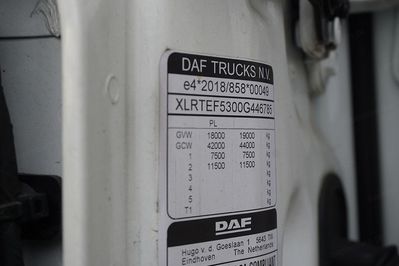 DAF TRUCKS N.V.
e4*2018/858*00049
XLRTEF5300G446785
PL
GVW 18000 19000 kg
GCW 42000 44000 kg
1 7500 7500 kg
2 11500 11500 kg
3 kg
4 kg
5 kg
T1 kg
DAF
Hugo v. d. Goeslaan 1 5643 TW
Eindhoven The Netherlands
COMPLIANT